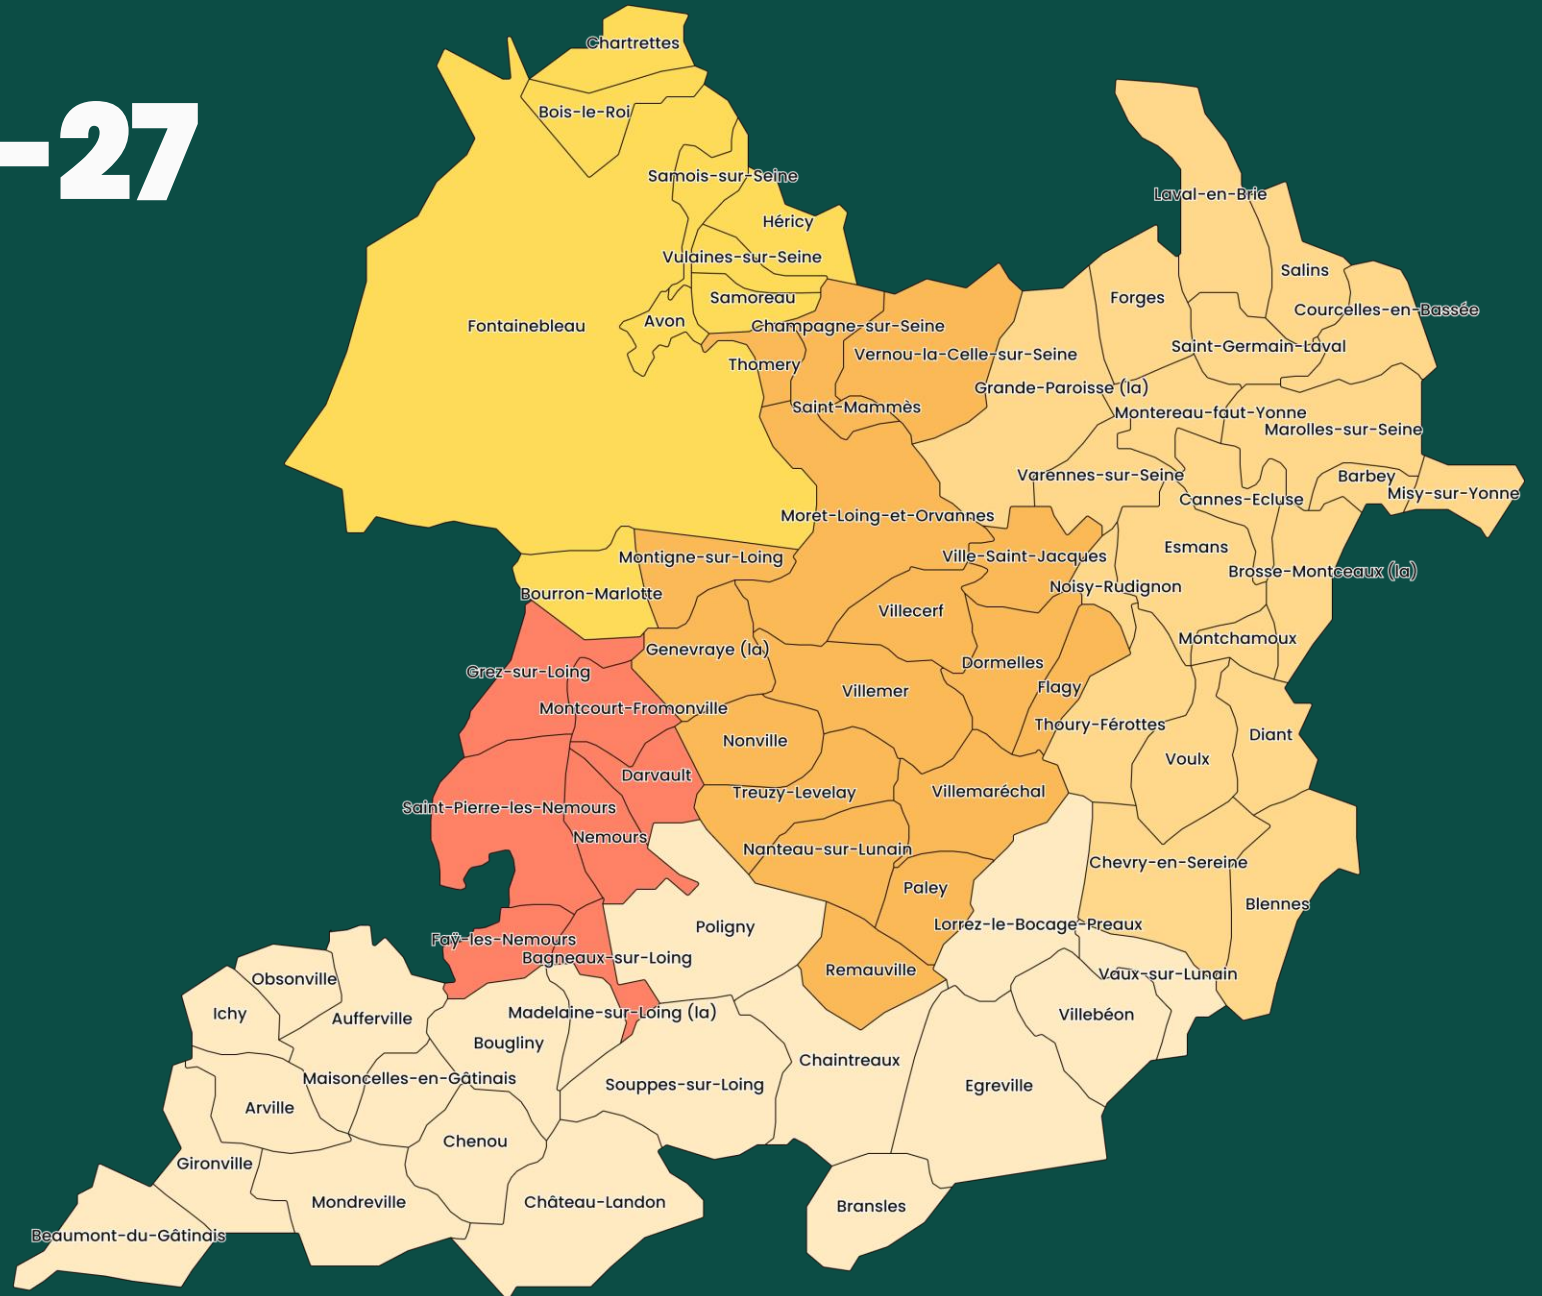 -27
Chartrettes
Bois-le-Roi
Samois-sur-Seine
Héricy
Vulaines-sur-Seine
Samoreau
Avon
Fontainebleau
Champagne-sur-Seine
Thomery
Vernou-la-Celle-sur-Seine
Saint-Mammès
Laval-en-Brie
Salins
Forges
Courcelles-en-Bassée
Saint-Germain-Laval
Grande-Paroisse (la)
Montereau-faut-Yonne
Marolles-sur-Seine
Varennes-sur-Seine
Barbey
Misy-sur-Yonne
Cannes-Ecluse
Moret-Loing-et-Orvannes
Esmans
Ville-Saint-Jacques
Montigne-sur-Loing
Brosse-Montceaux (la)
Noisy-Rudignon
Bourron-Marlotte
Villecerf
Montchamoux
Genevraye (la)
Dormelles
Grez-sur-Loing
Flagy
Villemer
Montcourt-Fromonville
Thoury-Férottes
Diant
Nonville
Voulx
Darvault
Treuzy-Levelay
Villemaréchal
Saint-Pierre-les-Nemours
Nemours
Nanteau-sur-Lunain
Chevry-en-Sereine
Paley
Blennes
Lorrez-le-Bocage-Preaux
Poligny
Faÿ-les-Nemours
Bagneaux-sur-Loing
Remauville
Vaux-sur-Lunain
Obsonville
Ichy
Aufferville
Madelaine-sur-Loing (la)
Villebéon
Bougliny
Chaintreaux
Maisoncelles-en-Gâtinais
Souppes-sur-Loing
Egreville
Arville
Chenou
Gironville
Mondreville
Château-Landon
Bransles
Beaumont-du-Gâtinais